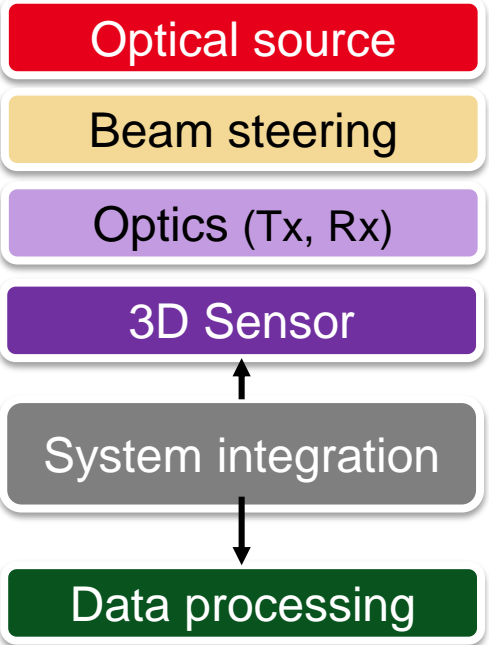 Optical source
Beam steering
Optics (Tx, Rx)
3D Sensor
System integration
Data processing